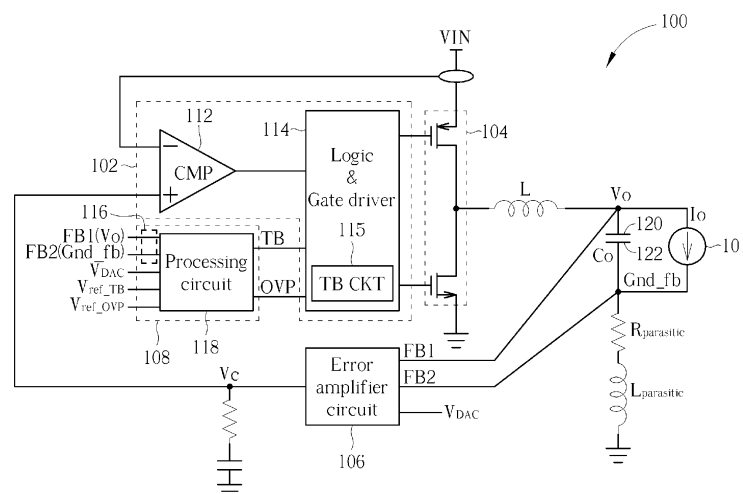 100
VIN
112
114
104
102
CMP
Logic
&
Gate driver
L
Vo
Io
116
115
120
122
10
FB1(Vo)
FB2(Gnd_fb)
VDAC
Vref_TB
Vref_OVP
Processing
circuit
TB
OVP
TB CKT
Co
Gnd_fb
108
118
Rparasitic
Lparasitic
Vc
Error
amplifier
circuit
FB1
FB2
VDAC
106